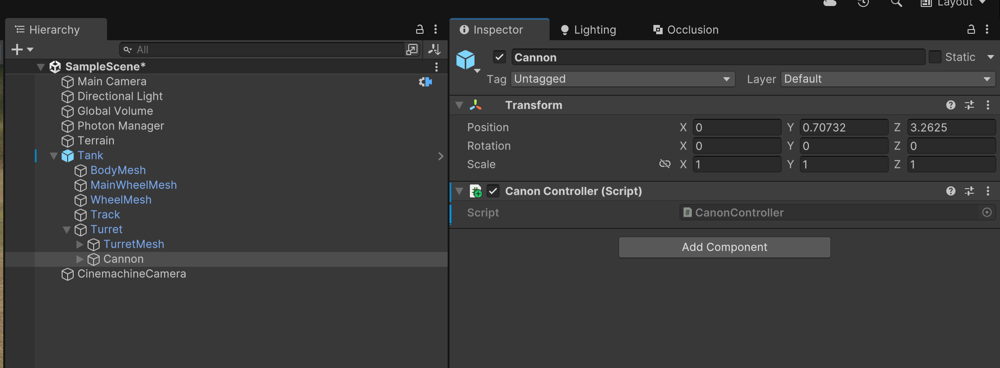 Layout
Hierarchy
All
SampleScene*
Main Camera
Directional Light
Global Volume
Photon Manager
Terrain
Tank
BodyMesh
MainWheelMesh
WheelMesh
Track
Turret
TurretMesh
Cannon
CinemachineCamera
Inspector Lighting Occlusion
Cannon Static
Tag Untagged Layer Default
Transform
Position X 0 Y 0.70732 Z 3.2625
Rotation X 0 Y 0 Z 0
Scale X 1 Y 1 Z 1
# Canon Controller (Script)
Script # CanonController
Add Component